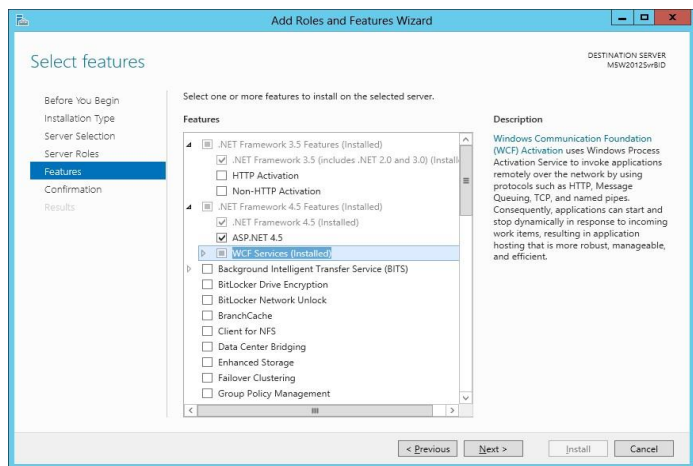 Add Roles and Features Wizard
Select features
DESTINATION SERVER
MSW2012SvrBID
Before You Begin
Installation Type
Server Selection
Server Roles
Features
Confirmation
Results
Select one or more features to install on the selected server.
Features
.NET Framework 3.5 Features (Installed)
.NET Framework 3.5 (includes .NET 2.0 and 3.0) (Install
HTTP Activation
Non-HTTP Activation
.NET Framework 4.5 Features (Installed)
.NET Framework 4.5 (Installed)
ASP.NET 4.5
WCF Services (Installed)
Background Intelligent Transfer Service (BITS)
BitLocker Drive Encryption
BitLocker Network Unlock
BranchCache
Client for NFS
Data Center Bridging
Enhanced Storage
Failover Clustering
Group Policy Management
Description
Windows Communication Foundation
(WCF) Activation uses Windows Process
Activation Service to invoke applications
remotely over the network by using
protocols such as HTTP, Message
Queuing, TCP, and named pipes.
Consequently, applications can start and
stop dynamically in response to incoming
work items, resulting in application
hosting that is more robust, manageable,
and efficient.
< Previous
Next >
Install
Cancel